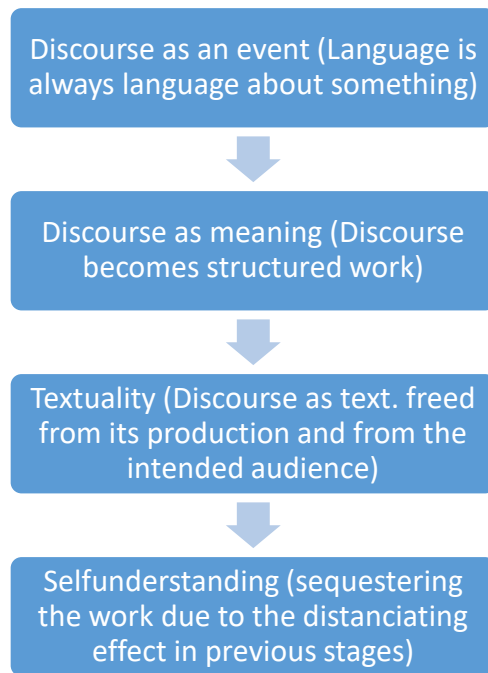 Discourse as an event (Language is
always language about something)
Discourse as meaning (Discourse
becomes structured work)
Textuality (Discourse as text. freed
from its production and from the
intended audience)
Selfunderstanding (sequestering
the work due to the distanciating
effect in previous stages)